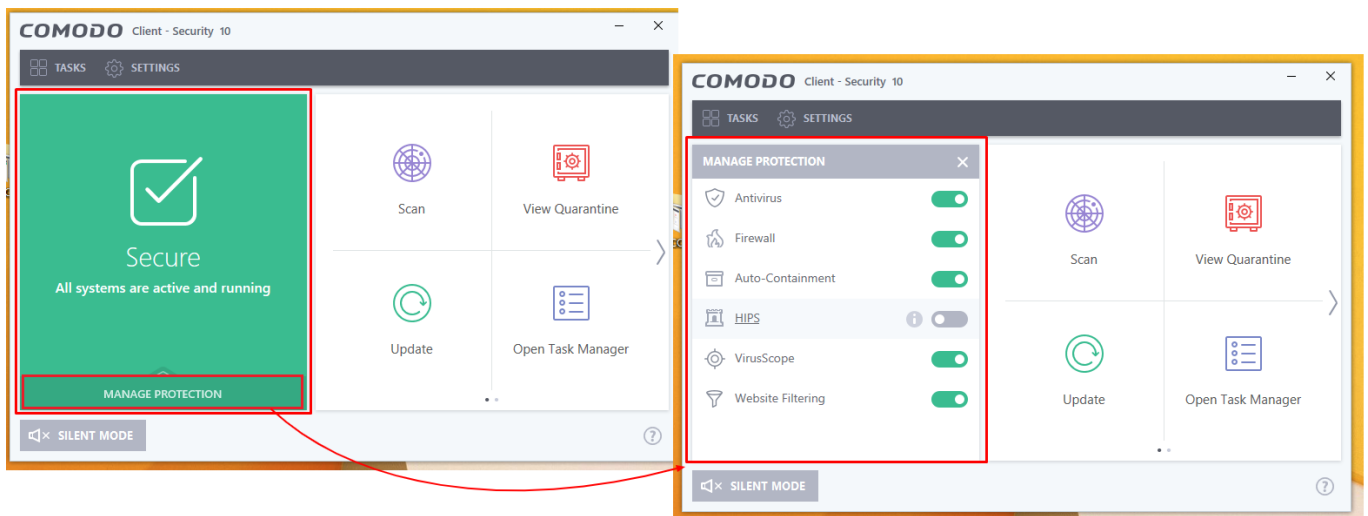 COMODO Client - Security 10
TASKS SETTINGS
Secure
All systems are active and running
MANAGE PROTECTION
Scan
View Quarantine
Update
Open Task Manager
SILENT MODE
?
COMODO Client - Security 10
TASKS SETTINGS
MANAGE PROTECTION
Antivirus
Firewall
Auto-Containment
HIPS
VirusScope
Website Filtering
Scan
View Quarantine
Update
Open Task Manager
SILENT MODE
?